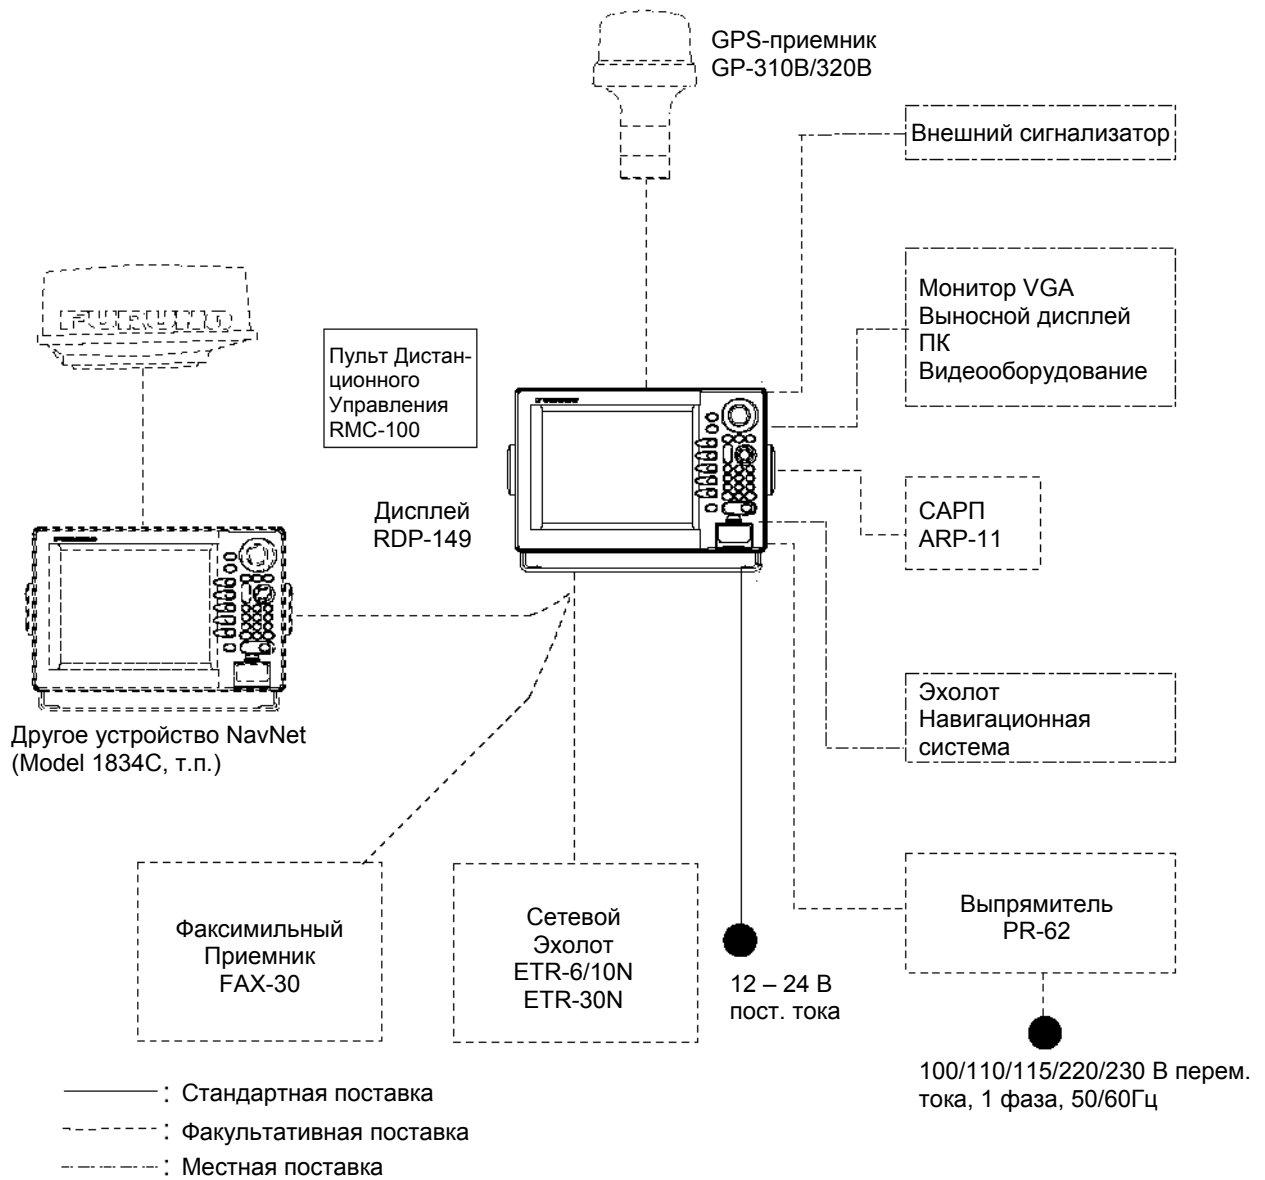 GPS-приемник
GP-310B/320B
Внешний сигнализатор
Монитор VGA
Выносной дисплей
ПК
Видеооборудование
FURUNO
Пульт Дистан-
ционного
Управления
RMC-100
Дисплей
RDP-149
САРП
ARP-11
Эхолот
Навигационная
система
Другое устройство NavNet
(Model 1834C, т.п.)
Факсимильный
Приемник
FAX-30
Сетевой
Эхолот
ETR-6/10N
ETR-30N
12 – 24 В
пост. тока
Выпрямитель
PR-62
100/110/115/220/230 В перем.
тока, 1 фаза, 50/60Гц
: Стандартная поставка
: Факультативная поставка
: Местная поставка